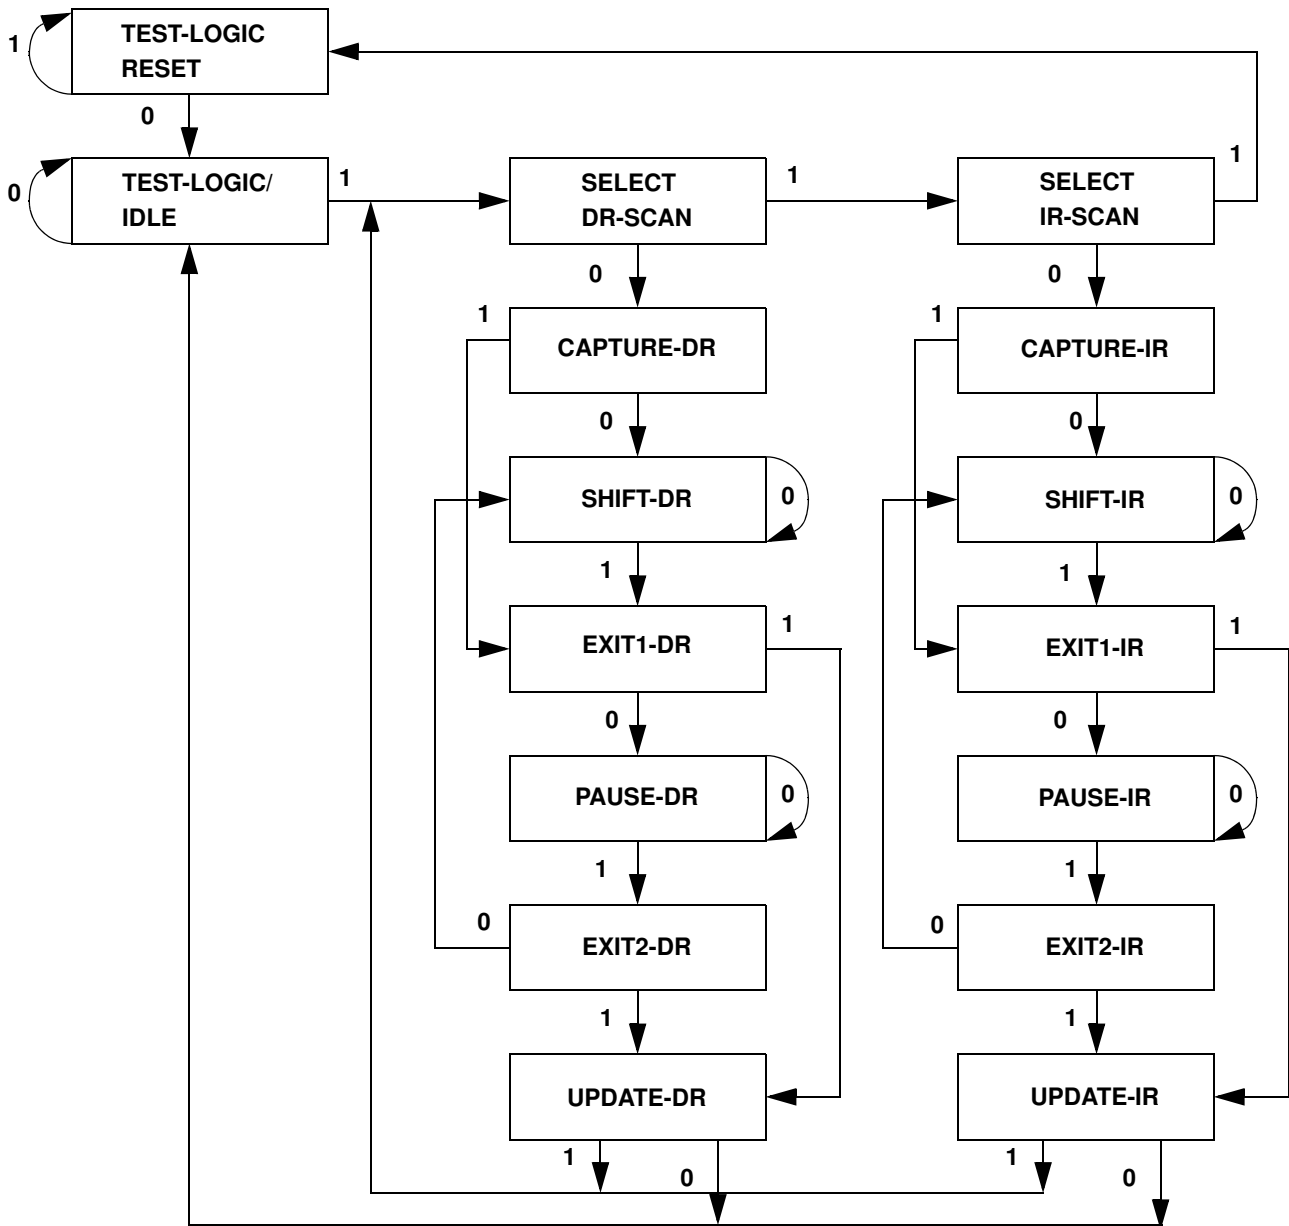 1
TEST-LOGIC
RESET
0
0
TEST-LOGIC/
IDLE
1
SELECT
DR-SCAN
1
SELECT
IR-SCAN
1
0
0
1
CAPTURE-DR
1
CAPTURE-IR
0
0
SHIFT-DR
0
SHIFT-IR
0
1
1
EXIT1-DR
1
EXIT1-IR
1
0
0
PAUSE-DR
0
PAUSE-IR
0
1
1
0
EXIT2-DR
0
EXIT2-IR
1
1
UPDATE-DR
UPDATE-IR
1
0
1
0